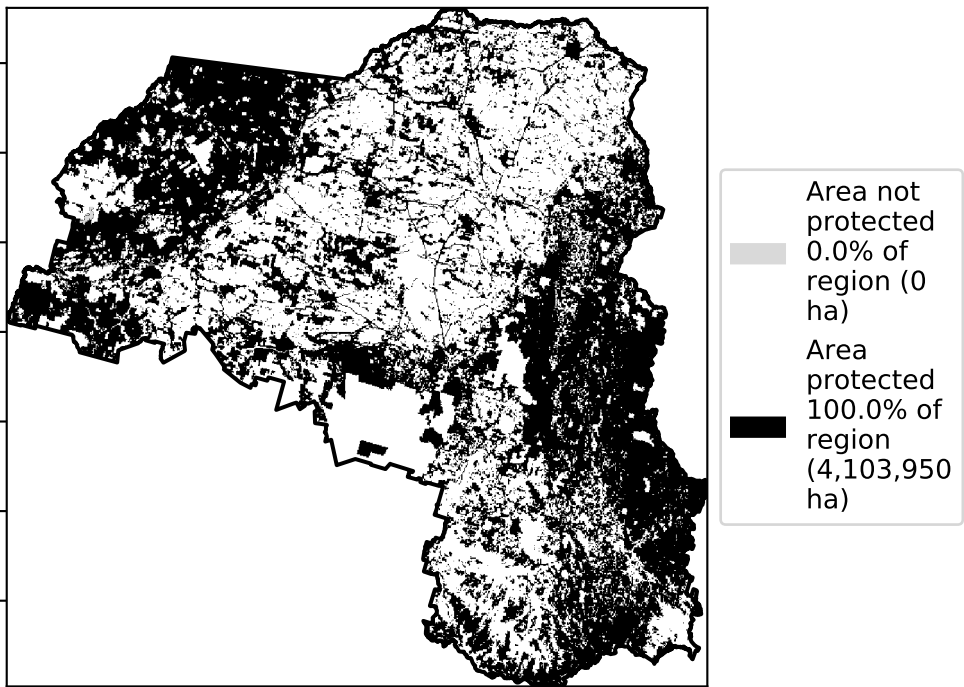 Area not
protected
0.0% of
region (0
ha)
Area
protected
100.0% of
region
(4,103,950
ha)